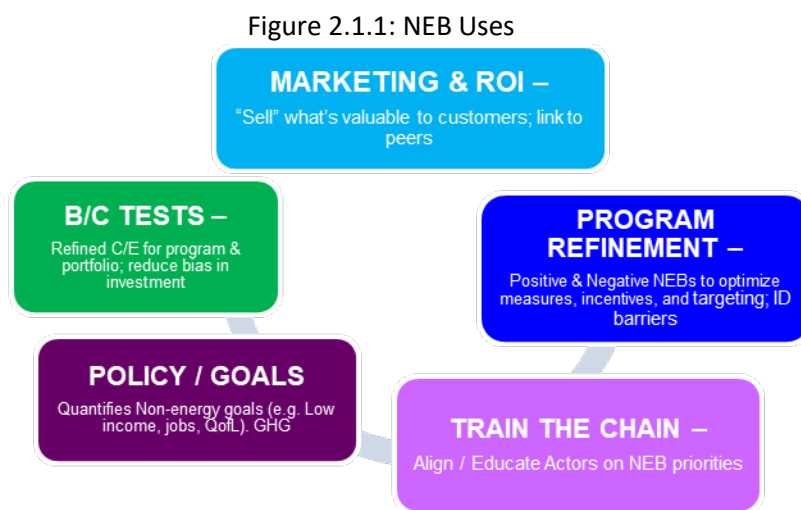 Figure 2.1.1: NEB Uses
MARKETING & ROI –
“Sell” what’s valuable to customers; link to
peers
B/C TESTS –
Refined C/E for program &
portfolio; reduce bias in
investment
PROGRAM
REFINEMENT –
Positive & Negative NEBs to optimize
measures, incentives, and targeting; ID
barriers
POLICY / GOALS
Quantifies Non-energy goals (e.g. Low
income, jobs, QofL). GHG
TRAIN THE CHAIN –
Align / Educate Actors on NEB priorities